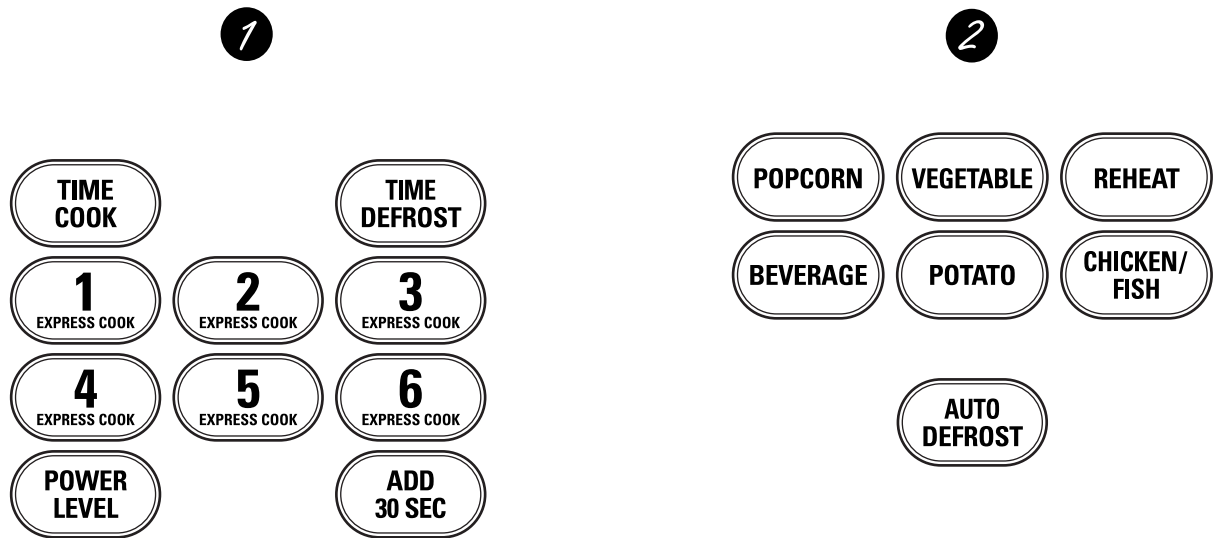 1
TIME
COOK
TIME
DEFROST
1
EXPRESS COOK
2
EXPRESS COOK
3
EXPRESS COOK
4
EXPRESS COOK
5
EXPRESS COOK
6
EXPRESS COOK
POWER
LEVEL
ADD
30 SEC
2
POPCORN
VEGETABLE
REHEAT
BEVERAGE
POTATO
CHICKEN/
FISH
AUTO
DEFROST